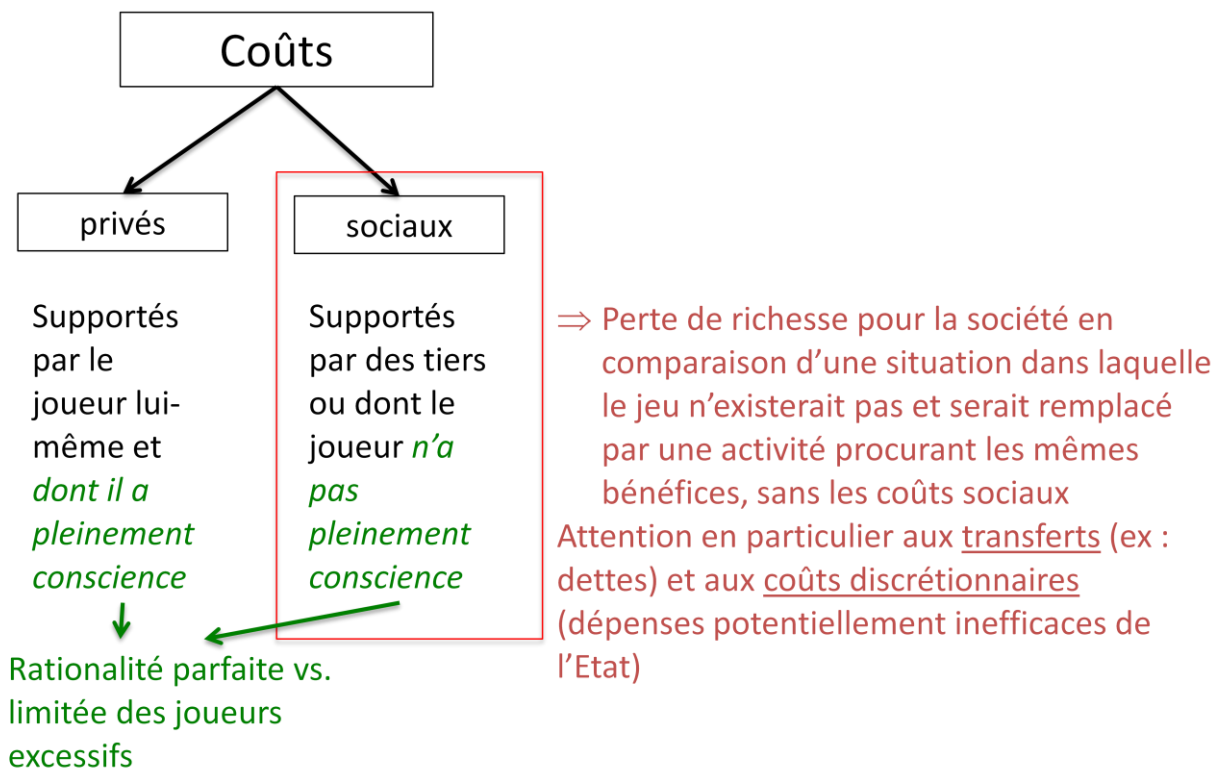 Coûts
privés
sociaux
Supportés
par le
joueur lui-
même et
dont il a
pleinement
conscience
Supportés
par des tiers
ou dont le
joueur n'a
pas
pleinement
conscience
⇒ Perte de richesse pour la société en
comparaison d'une situation dans laquelle
le jeu n'existerait pas et serait remplacé
par une activité procurant les mêmes
bénéfices, sans les coûts sociaux
Attention en particulier aux transferts (ex :
dettes) et aux coûts discrétionnaires
(dépenses potentiellement inefficaces de
l'Etat)
Rationalité parfaite vs.
limitée des joueurs
excessifs